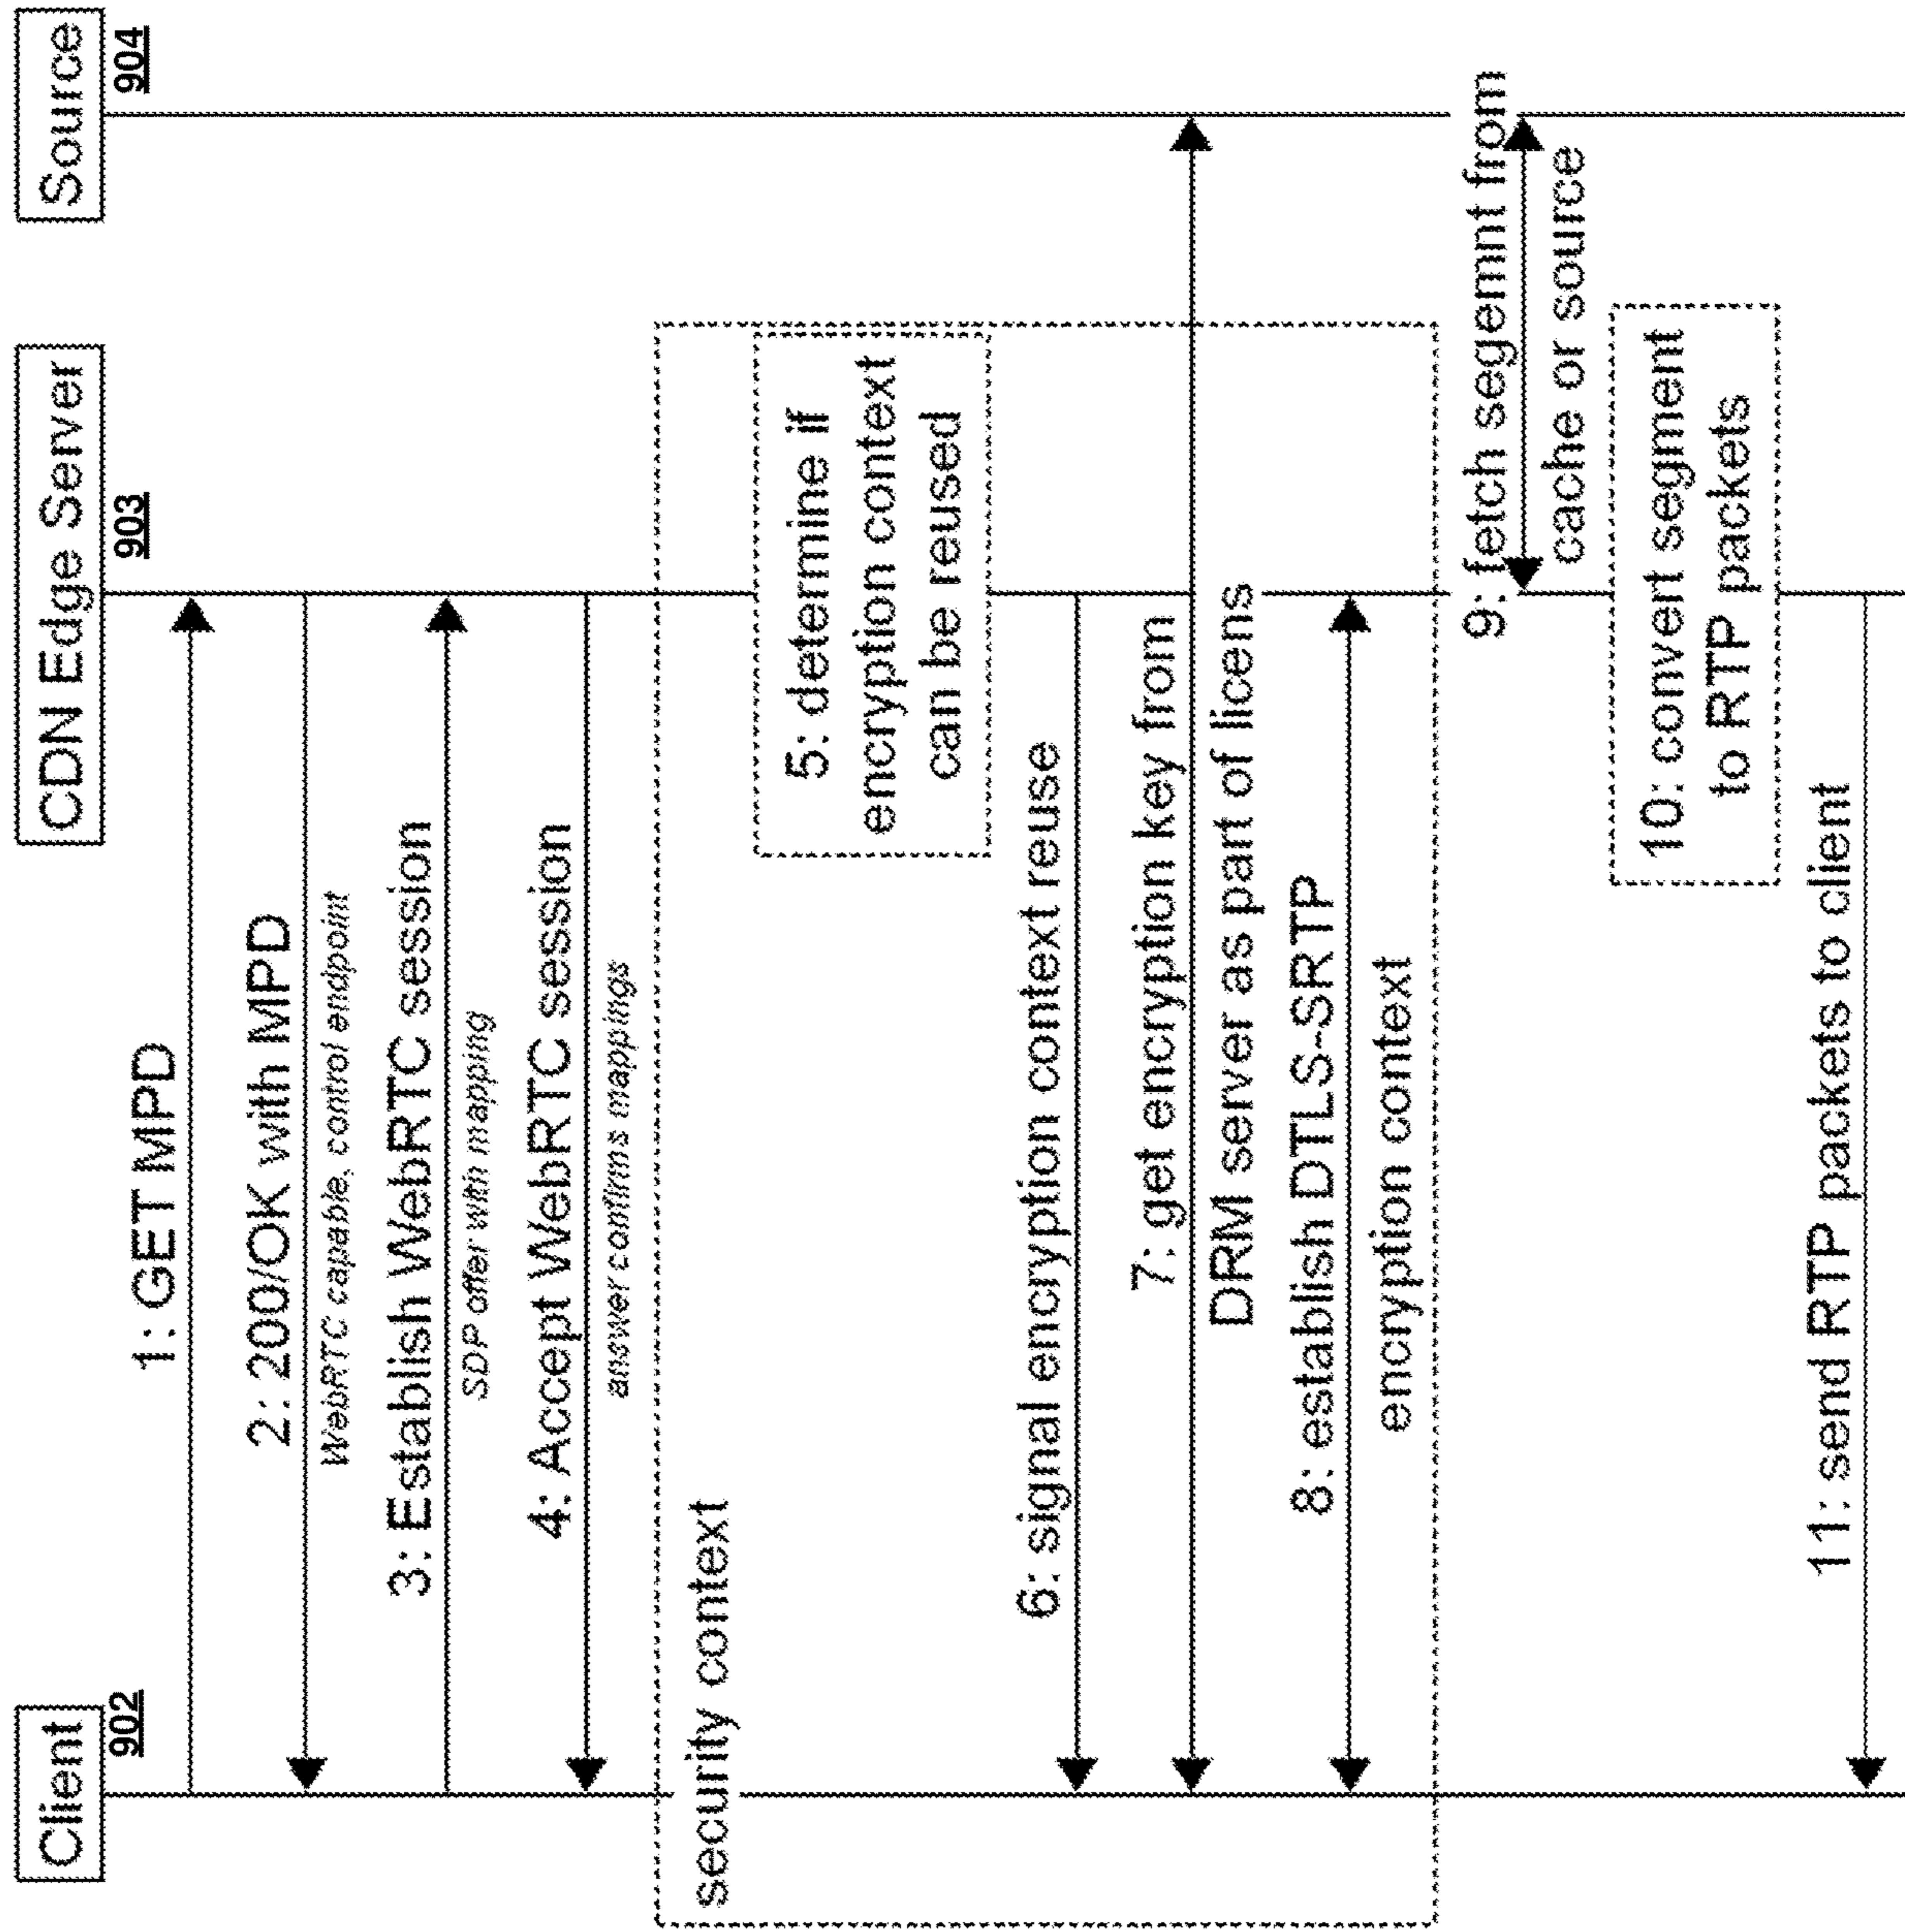 Client
902
CDN Edge Server
903
Source
904
1: GET MPD
2: 200/OK with MPD
WebRTC capable, control endpoint
3: Establish WebRTC session
SDP offer with mapping
4: Accept WebRTC session
answer confirms mappings
security context
5: determine if
encryption context
can be reused
6: signal encryption context reuse
7: get encryption key from
DRM server as part of licens
8: establish DTLS-SRTP
encryption context
9: fetch segemnt from
cache or source
10: convert segment
to RTP packets
11: send RTP packets to client